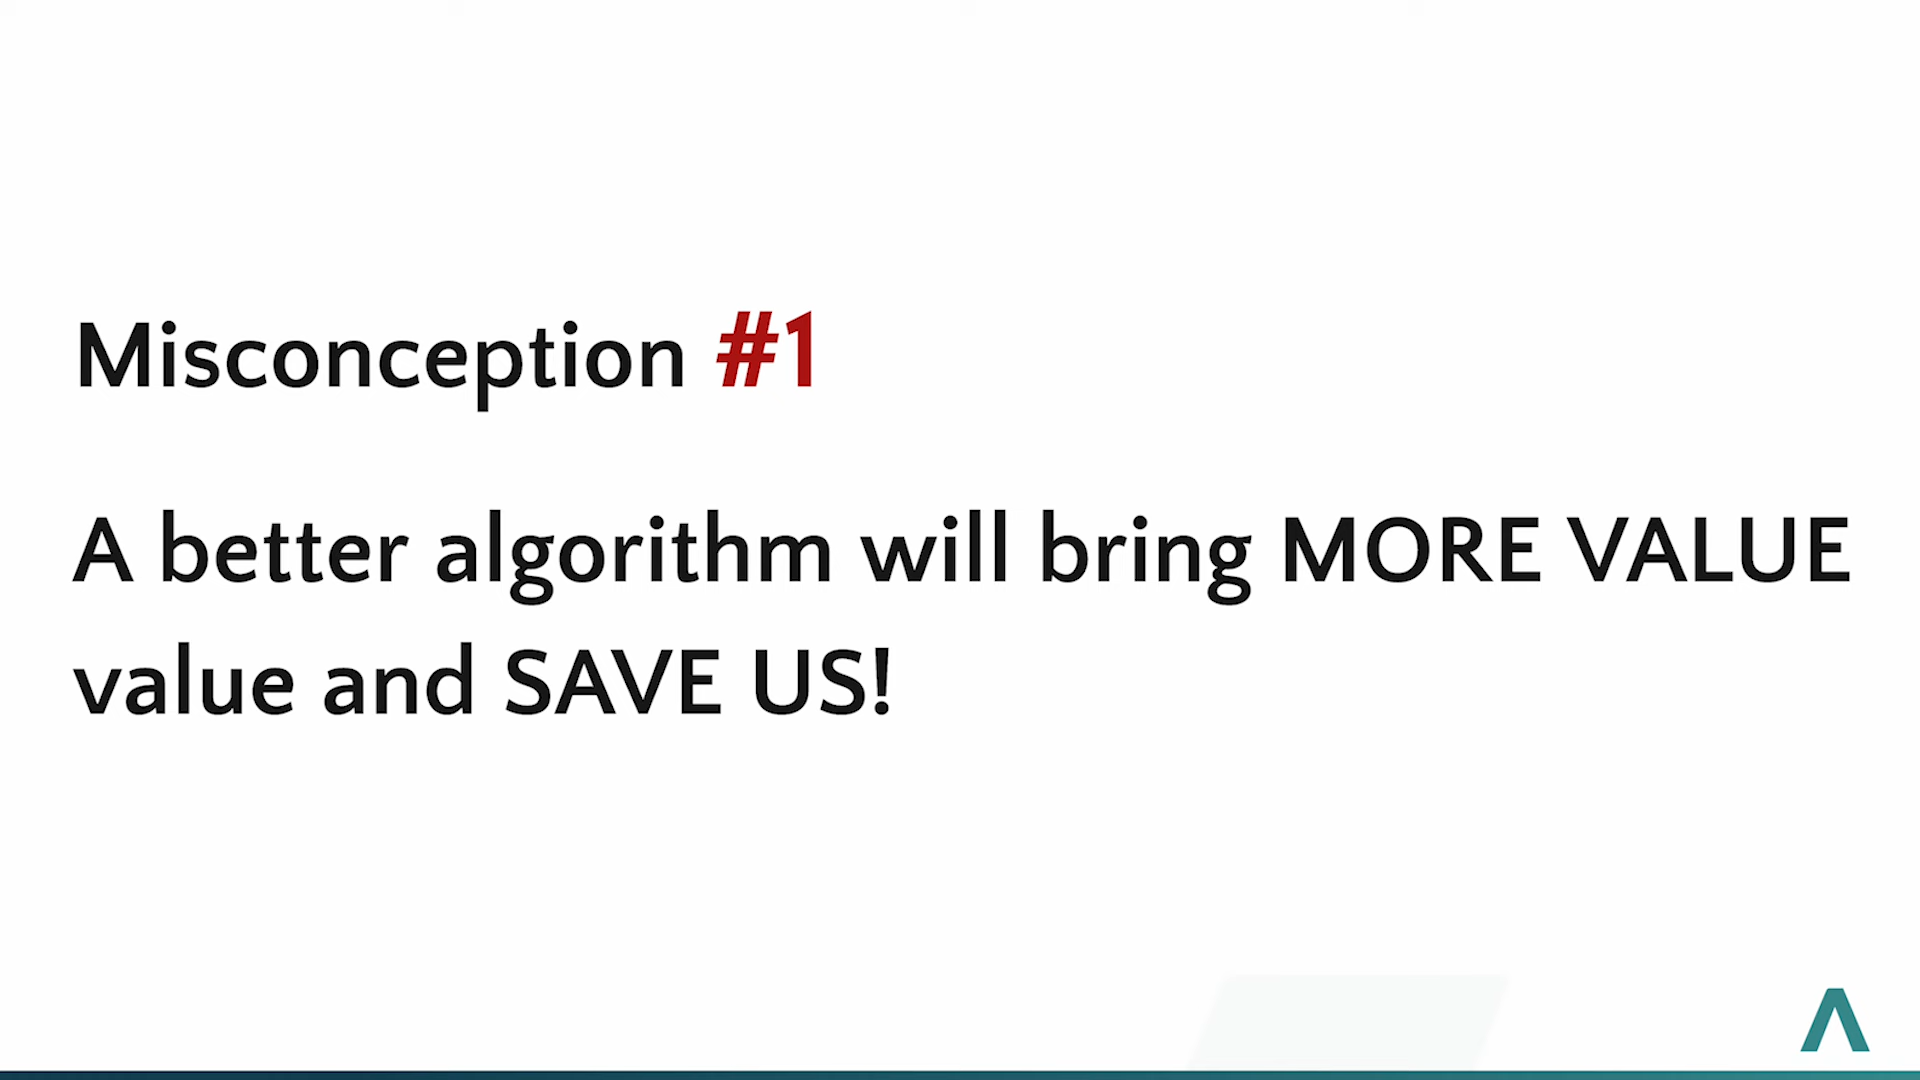 Misconception #1
A better algorithm will bring MORE VALUE
value and SAVE US!